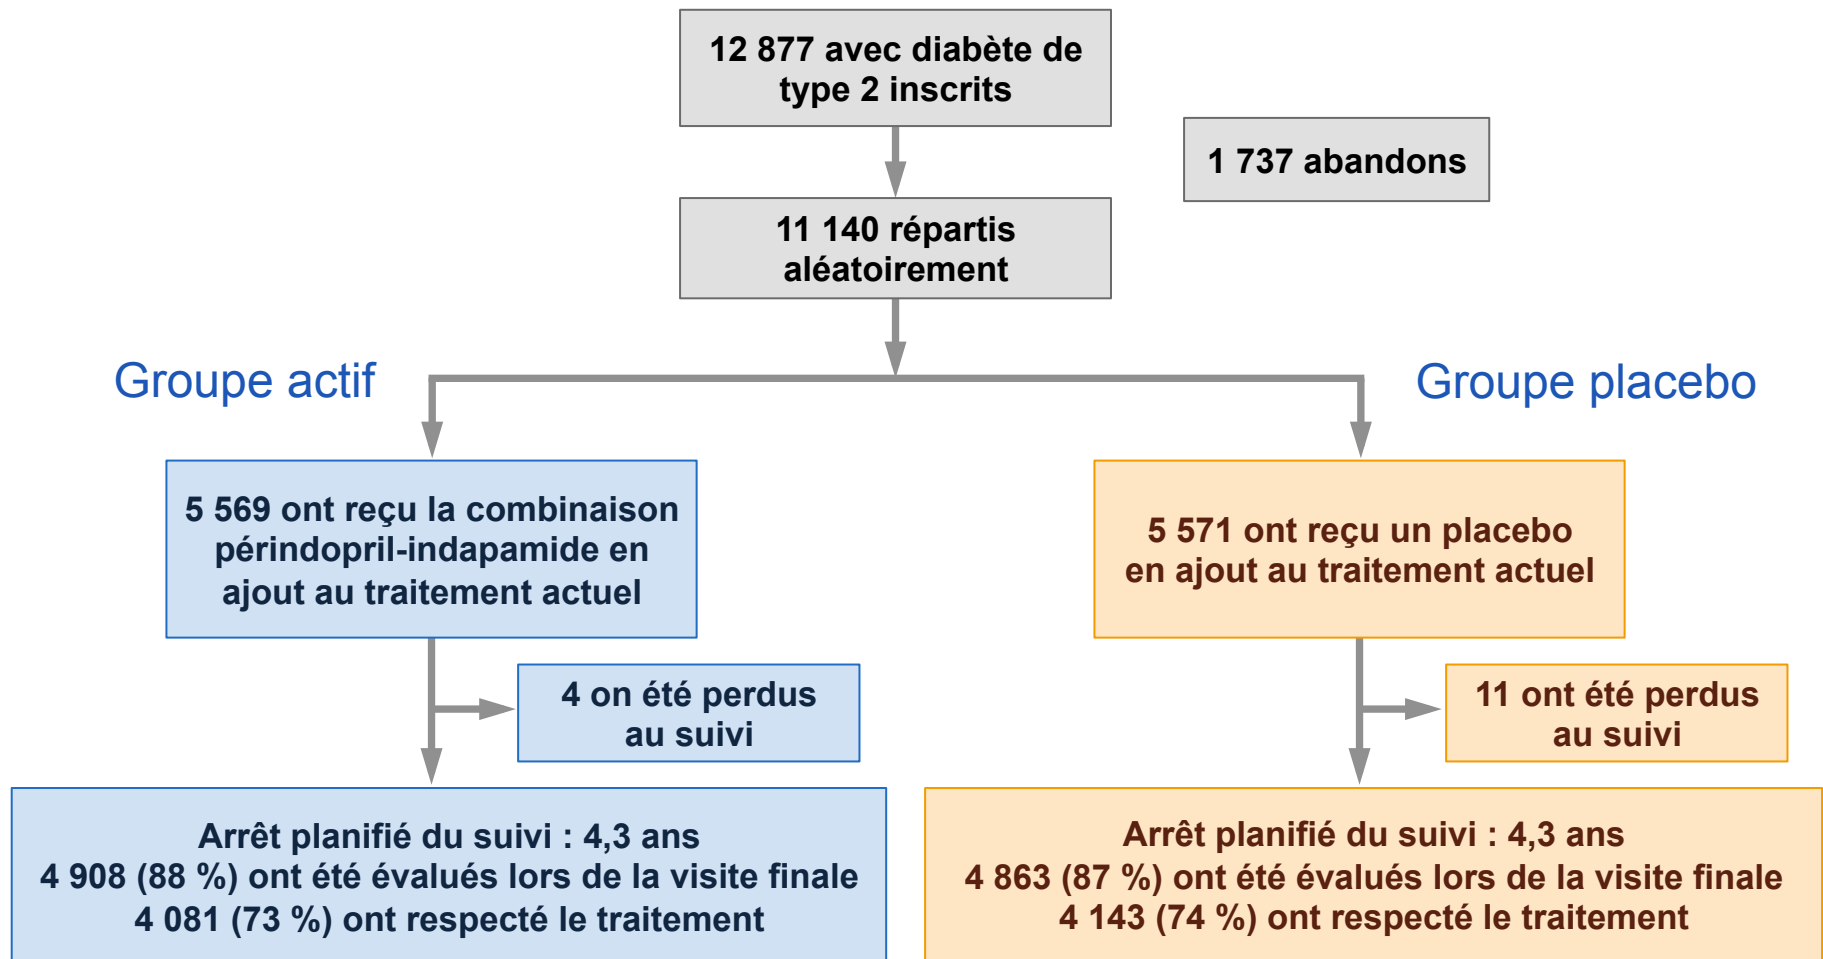 12 877 avec diabète de
type 2 inscrits
1 737 abandons
11 140 répartis
aléatoirement
Groupe actif
Groupe placebo
5 569 ont reçu la combinaison
périndopril-indapamide en
ajout au traitement actuel
5 571 ont reçu un placebo
en ajout au traitement actuel
4 on été perdus
au suivi
11 ont été perdus
au suivi
Arrêt planifié du suivi : 4,3 ans
4 908 (88 %) ont été évalués lors de la visite finale
4 081 (73 %) ont respecté le traitement
Arrêt planifié du suivi : 4,3 ans
4 863 (87 %) ont été évalués lors de la visite finale
4 143 (74 %) ont respecté le traitement